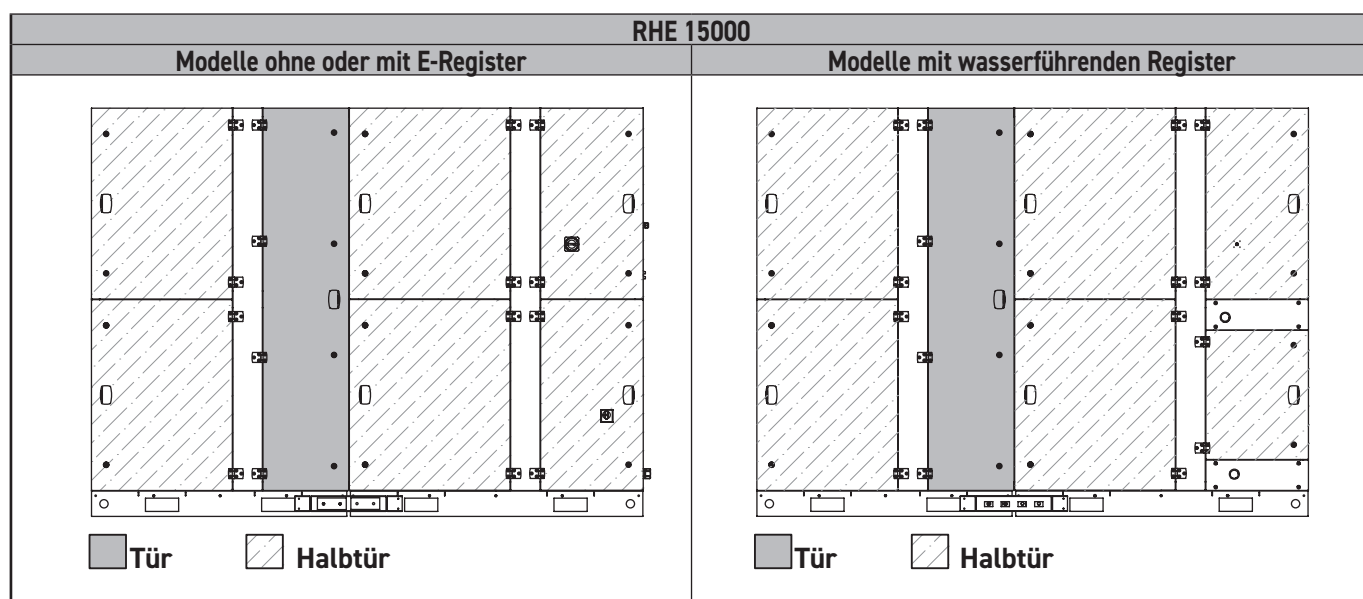 RHE 15000
Modelle ohne oder mit E-Register
Modelle mit wasserführenden Register
Tür
Halbtür
Tür
Halbtür